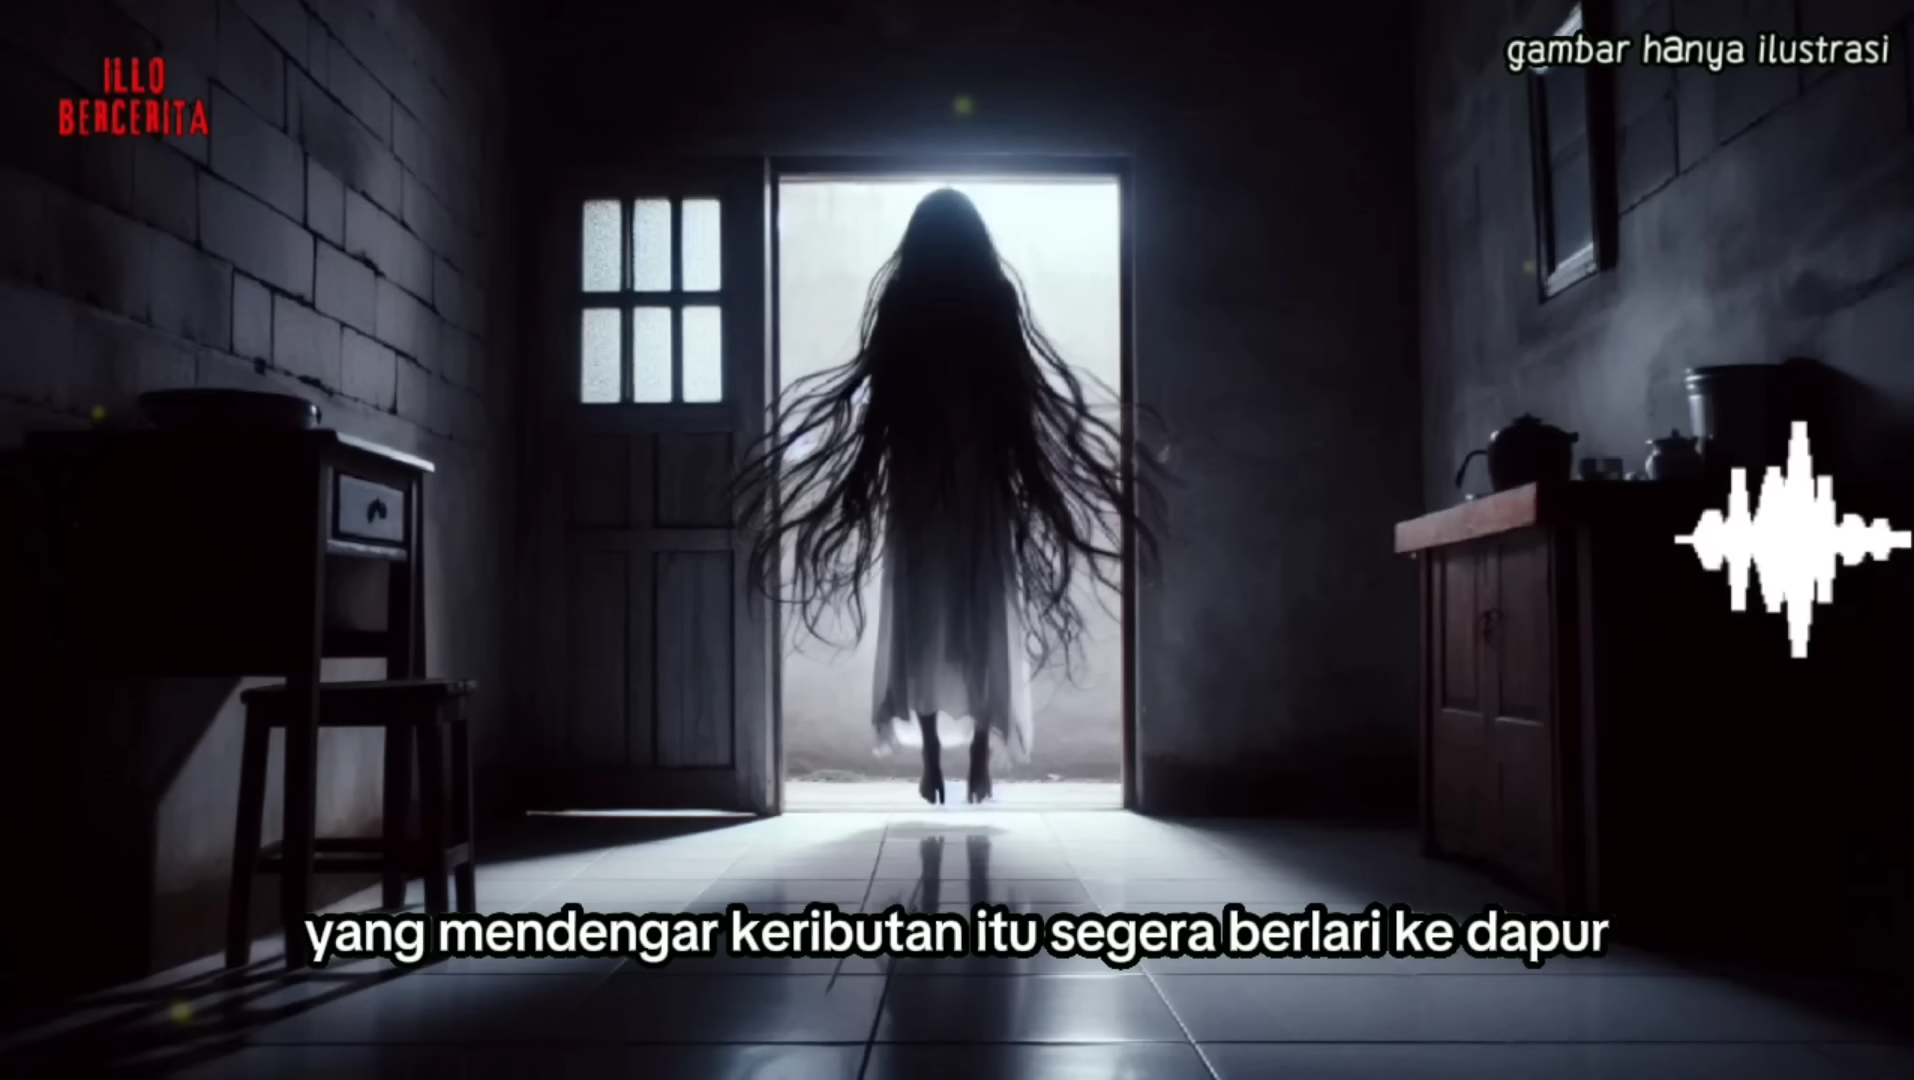 ILLO
BERCERITA
gambar hanya ilustrasi
yang mendengar keributan itu segera berlari ke dapur